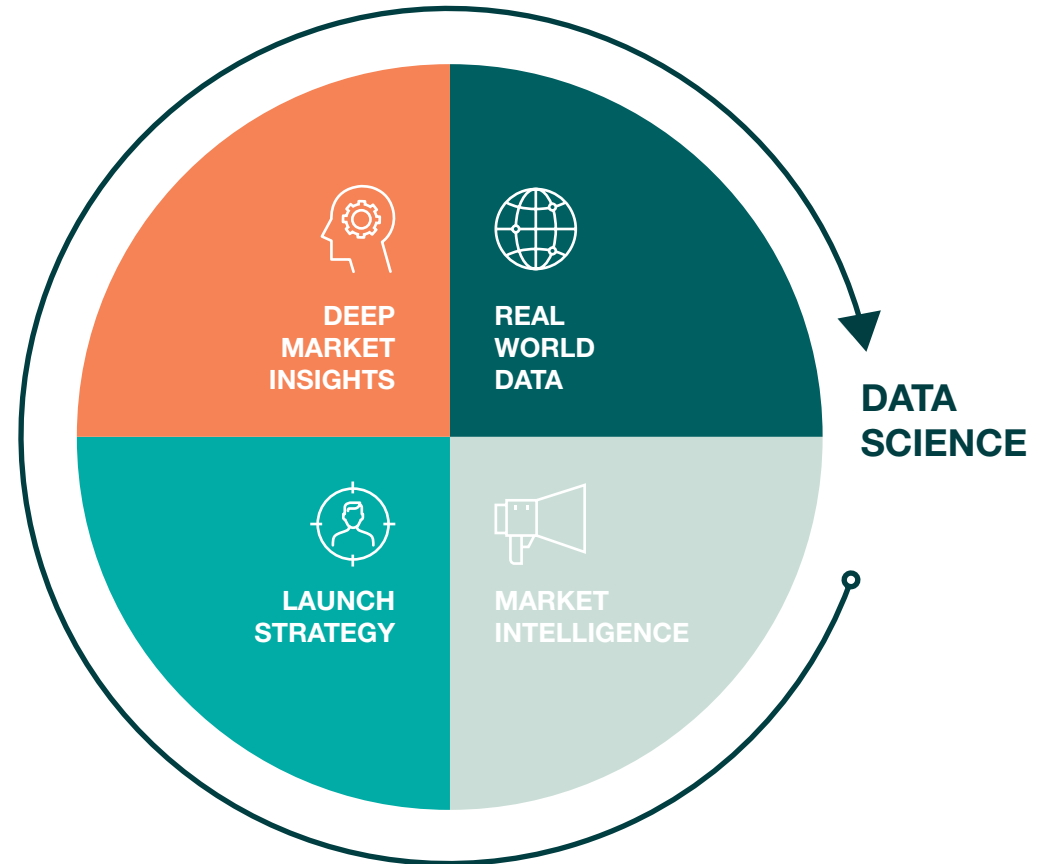 DEEP
MARKET
INSIGHTS
REAL
WORLD
DATA
DATA
SCIENCE
LAUNCH
STRATEGY
MARKET
INTELLIGENCE